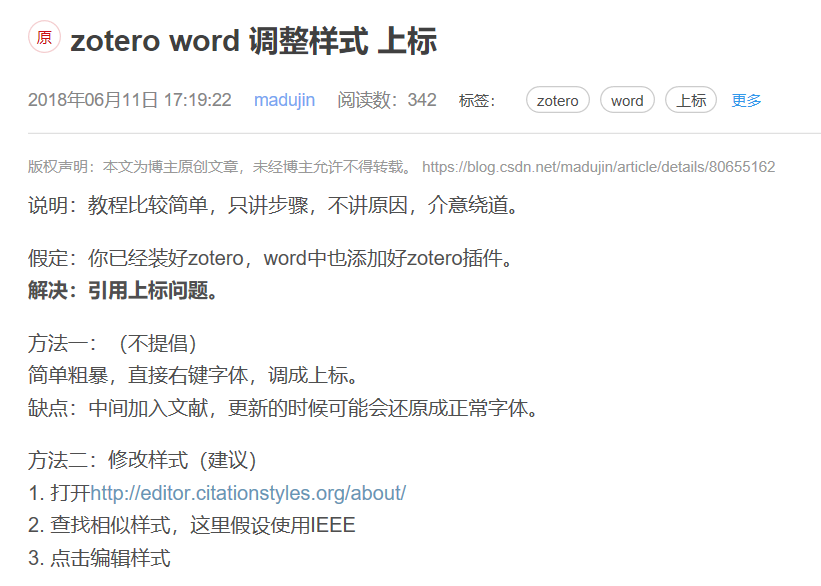 原 zotero word 调整样式 上标
2018年06月11日 17:19:22 madujin 阅读数：342 标签： zotero word 上标 更多
版权声明：本文为博主原创文章，未经博主允许不得转载。 https://blog.csdn.net/madujin/article/details/80655162
说明：教程比较简单，只讲步骤，不讲原因，介意绕道。
假定：你已经装好zotero，word中也添加好zotero插件。
解决：引用上标问题。
方法一：（不提倡）
简单粗暴，直接右键字体，调成上标。
缺点：中间加入文献，更新的时候可能会还原成正常字体。
方法二：修改样式（建议）
1. 打开http://editor.citationstyles.org/about/
2. 查找相似样式，这里假设使用IEEE
3. 点击编辑样式